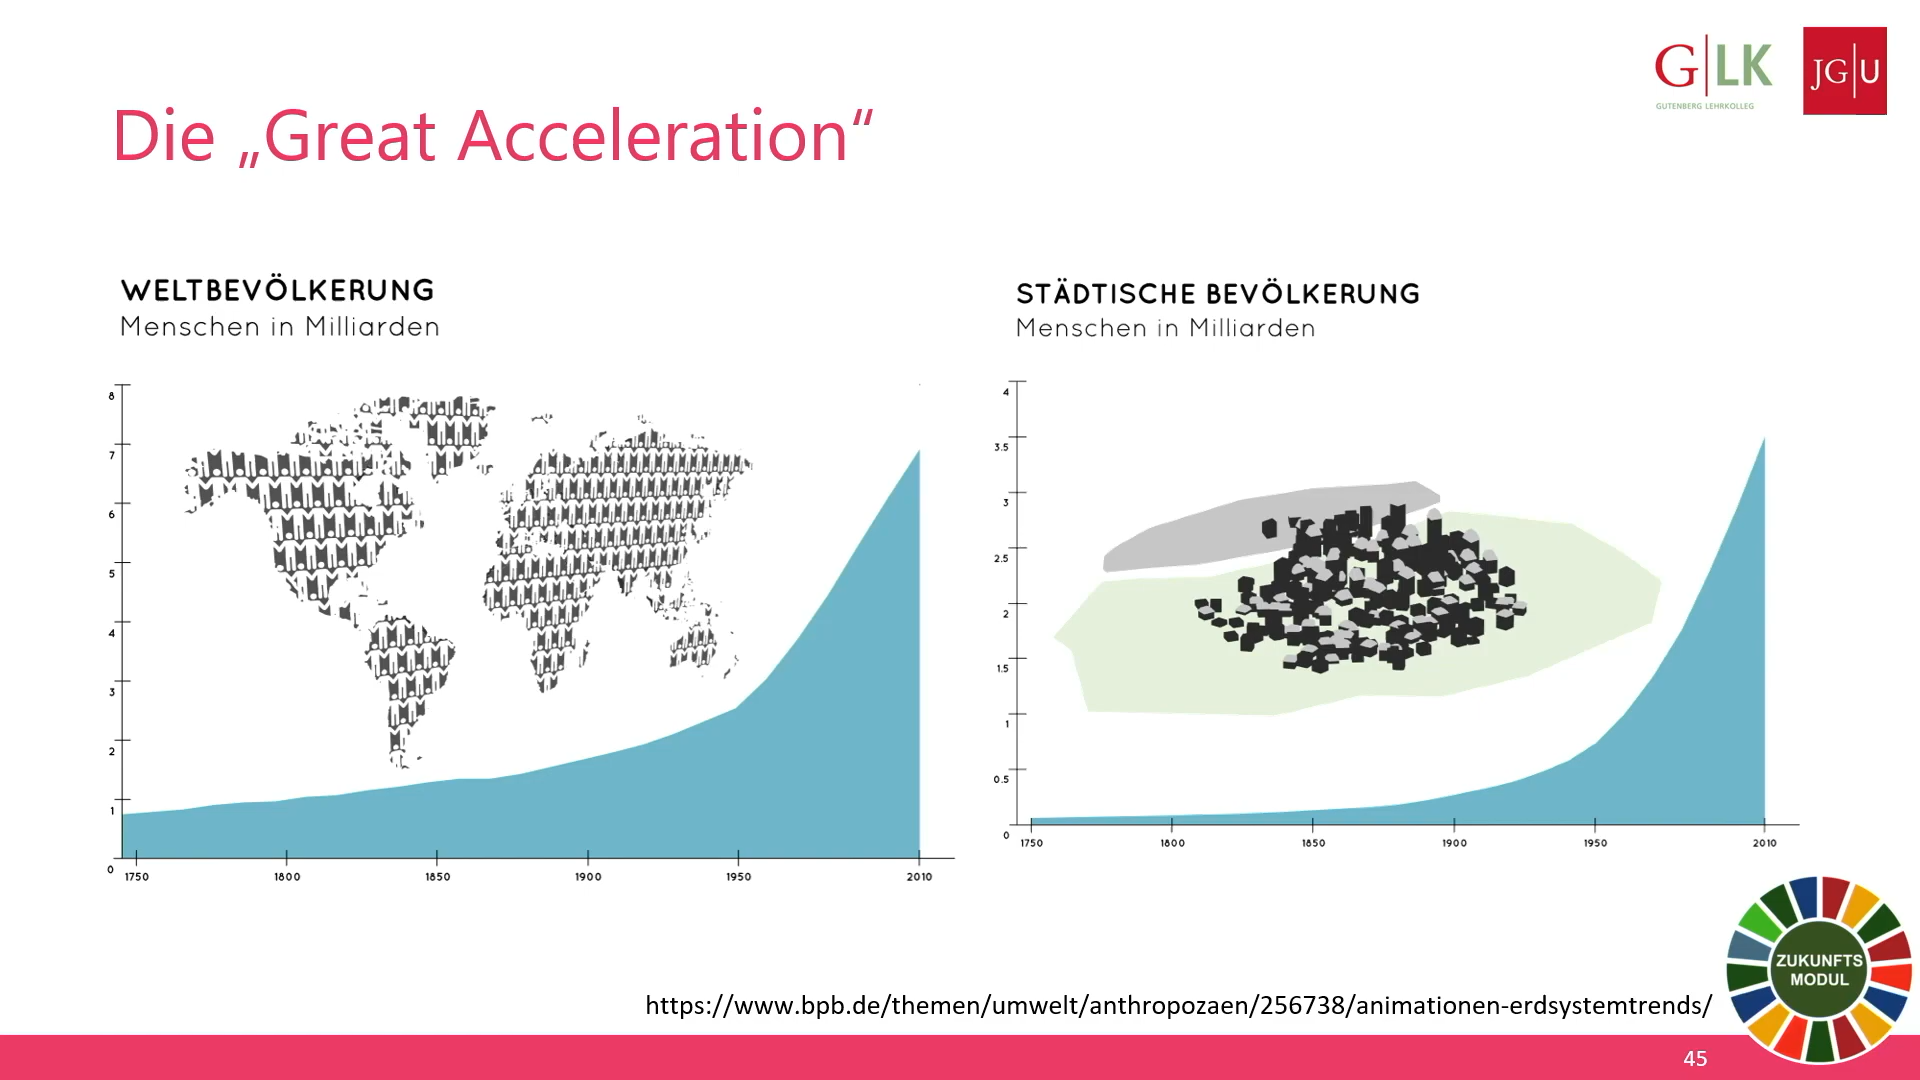 G|LK
GUTENBERG LEHRKOLLEG
JG|U
Die „Great Acceleration“
WELTBEVÖLKERUNG
Menschen in Milliarden
8
7
6
5
4
3
2
1
0
1750 1800 1850 1900 1950 2010
STÄDTISCHE BEVÖLKERUNG
Menschen in Milliarden
4
3.5
3
2.5
2
1.5
1
0.5
0
1750 1800 1850 1900 1950 2010
ZUKUNFTS
MODUL
https://www.bpb.de/themen/umwelt/anthropozaen/256738/animationen-erdsystemtrends/
45